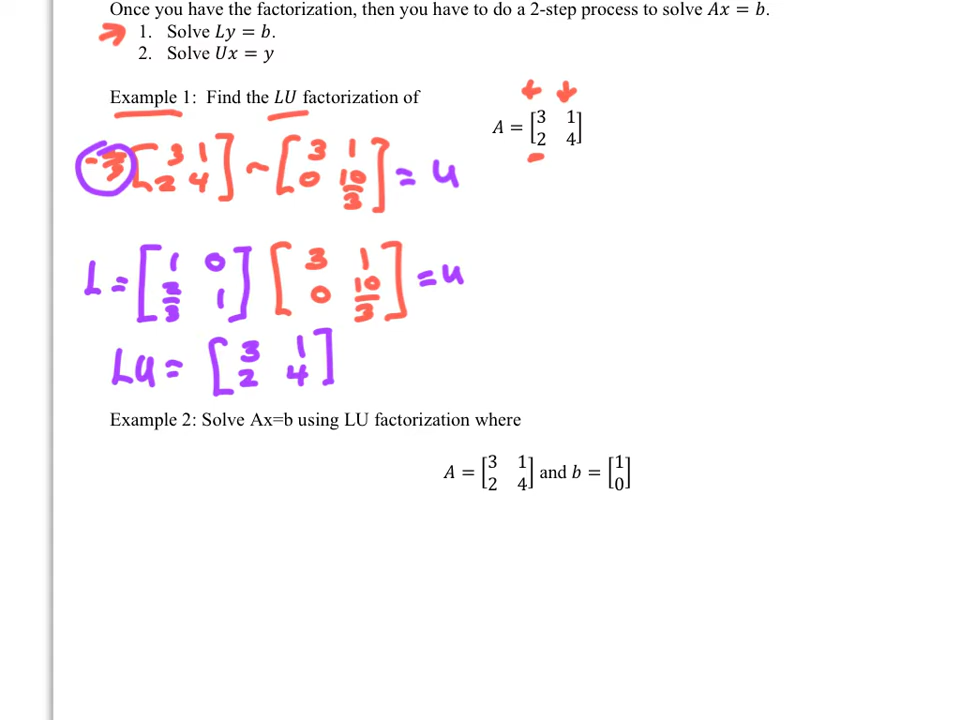 Once you have the factorization, then you have to do a 2-step process to solve Ax = b.
1. Solve Ly = b.
2. Solve Ux = y
Example 1: Find the LU factorization of
A = [3 1
2 4]
[3 1
2 4] ~ [3 1
0 10/3] = U
L = [1 0
2/3 1] [3 1
0 10/3] = U
LU = [3 1
2 4]
Example 2: Solve Ax=b using LU factorization where
A = [3 1
2 4] and b = [1
0]